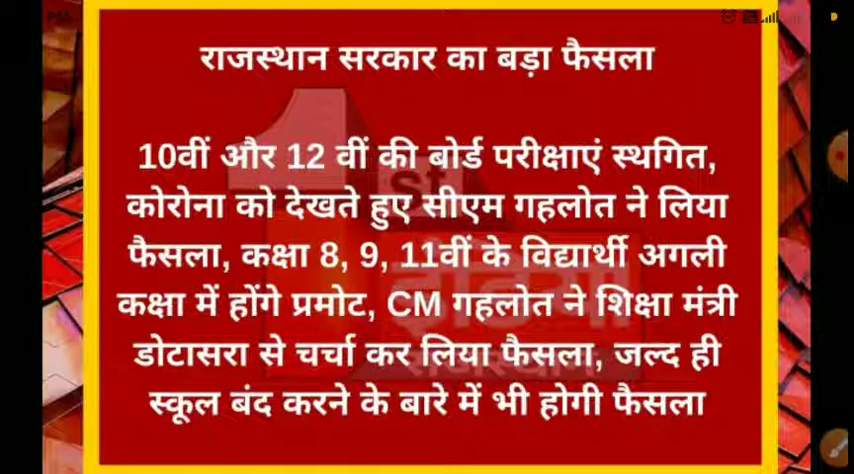 राजस्थान सरकार का बड़ा फैसला
10वीं और 12 वीं की बोर्ड परीक्षाएं स्थगित,
कोरोना को देखते हुए सीएम गहलोत ने लिया
फैसला, कक्षा 8, 9, 11वीं के विद्यार्थी अगली
कक्षा में होंगे प्रमोट, CM गहलोत ने शिक्षा मंत्री
डोटासरा से चर्चा कर लिया फैसला, जल्द ही
स्कूल बंद करने के बारे में भी होगी फैसला